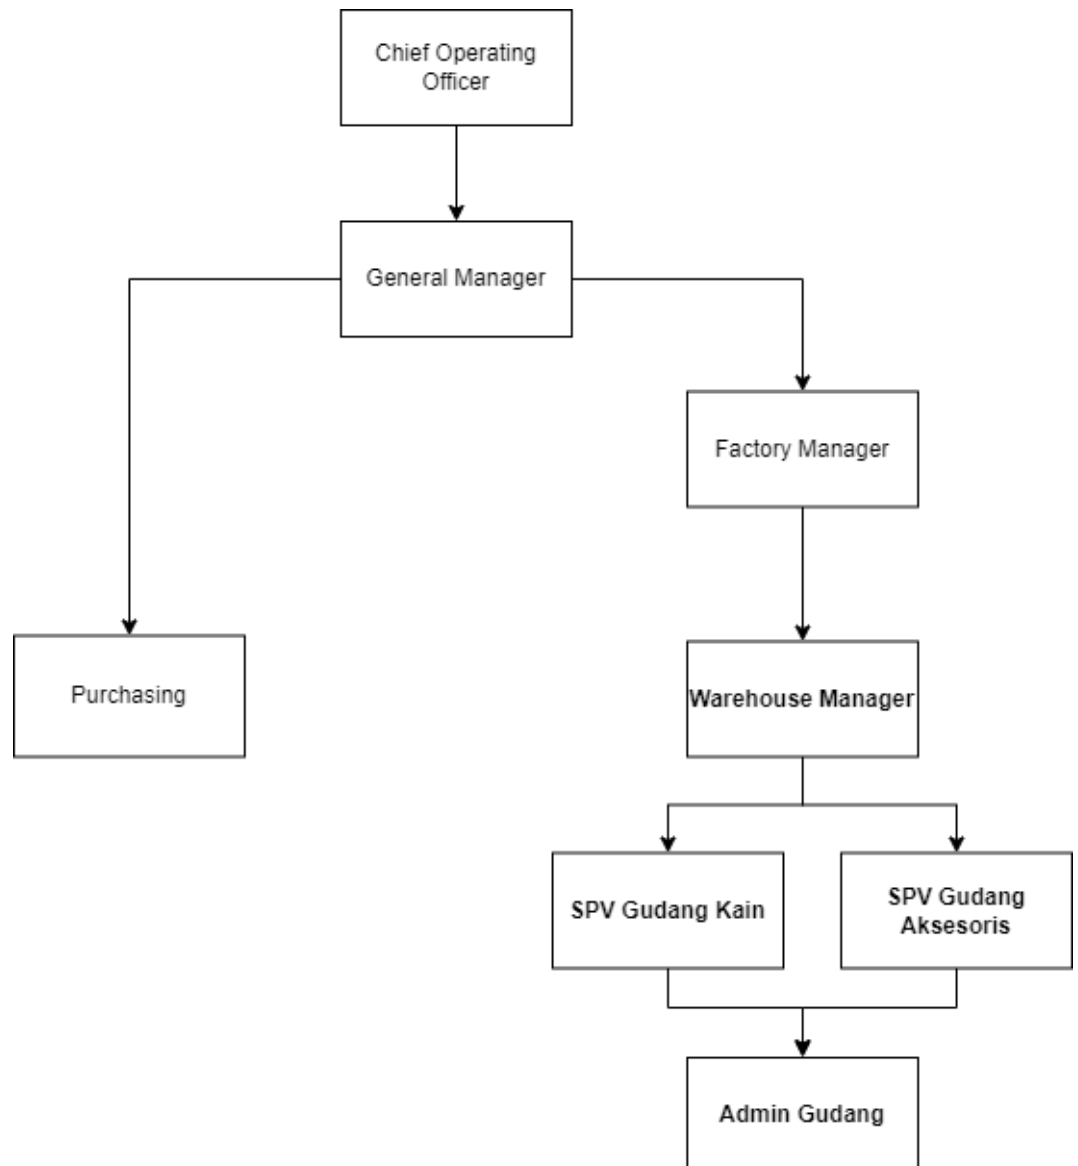 Chief Operating
Officer
General Manager
Factory Manager
Purchasing
Warehouse Manager
SPV Gudang Kain
SPV Gudang
Aksesoris
Admin Gudang